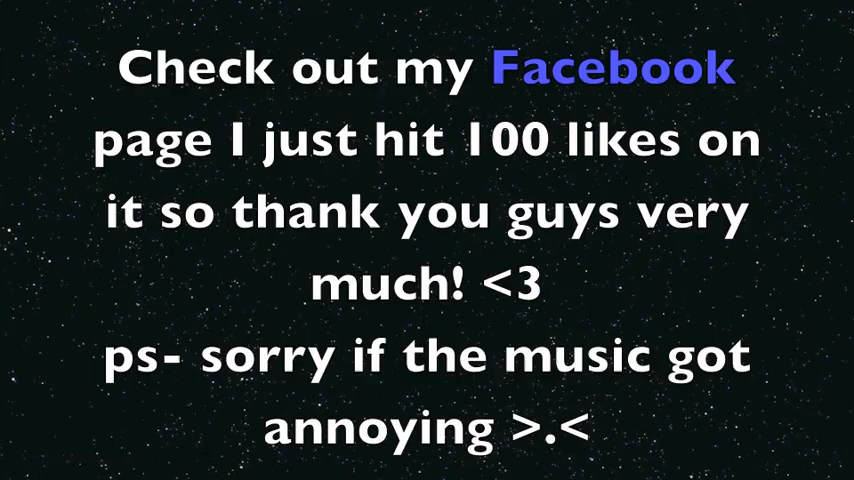 Check out my Facebook
page I just hit 100 likes on
it so thank you guys very
much! <3
ps- sorry if the music got
annoying >.<